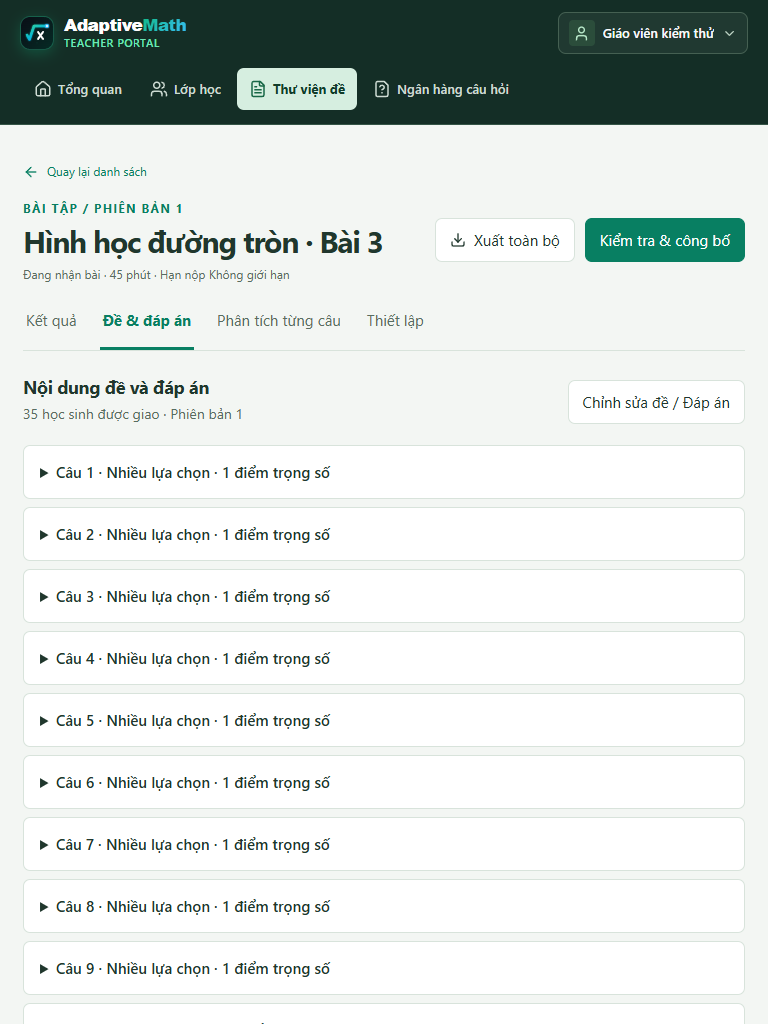 AdaptiveMath
TEACHER PORTAL
Giáo viên kiểm thử
Tổng quan
Lớp học
Thư viện đề
Ngân hàng câu hỏi
Quay lại danh sách
BÀI TẬP / PHIÊN BẢN 1
Hình học đường tròn · Bài 3
Đang nhận bài · 45 phút · Hạn nộp Không giới hạn
Xuất toàn bộ
Kiểm tra & công bố
Kết quả
Đề & đáp án
Phân tích từng câu
Thiết lập
Nội dung đề và đáp án
35 học sinh được giao · Phiên bản 1
Chỉnh sửa đề / Đáp án
Câu 1 · Nhiều lựa chọn · 1 điểm trọng số
Câu 2 · Nhiều lựa chọn · 1 điểm trọng số
Câu 3 · Nhiều lựa chọn · 1 điểm trọng số
Câu 4 · Nhiều lựa chọn · 1 điểm trọng số
Câu 5 · Nhiều lựa chọn · 1 điểm trọng số
Câu 6 · Nhiều lựa chọn · 1 điểm trọng số
Câu 7 · Nhiều lựa chọn · 1 điểm trọng số
Câu 8 · Nhiều lựa chọn · 1 điểm trọng số
Câu 9 · Nhiều lựa chọn · 1 điểm trọng số